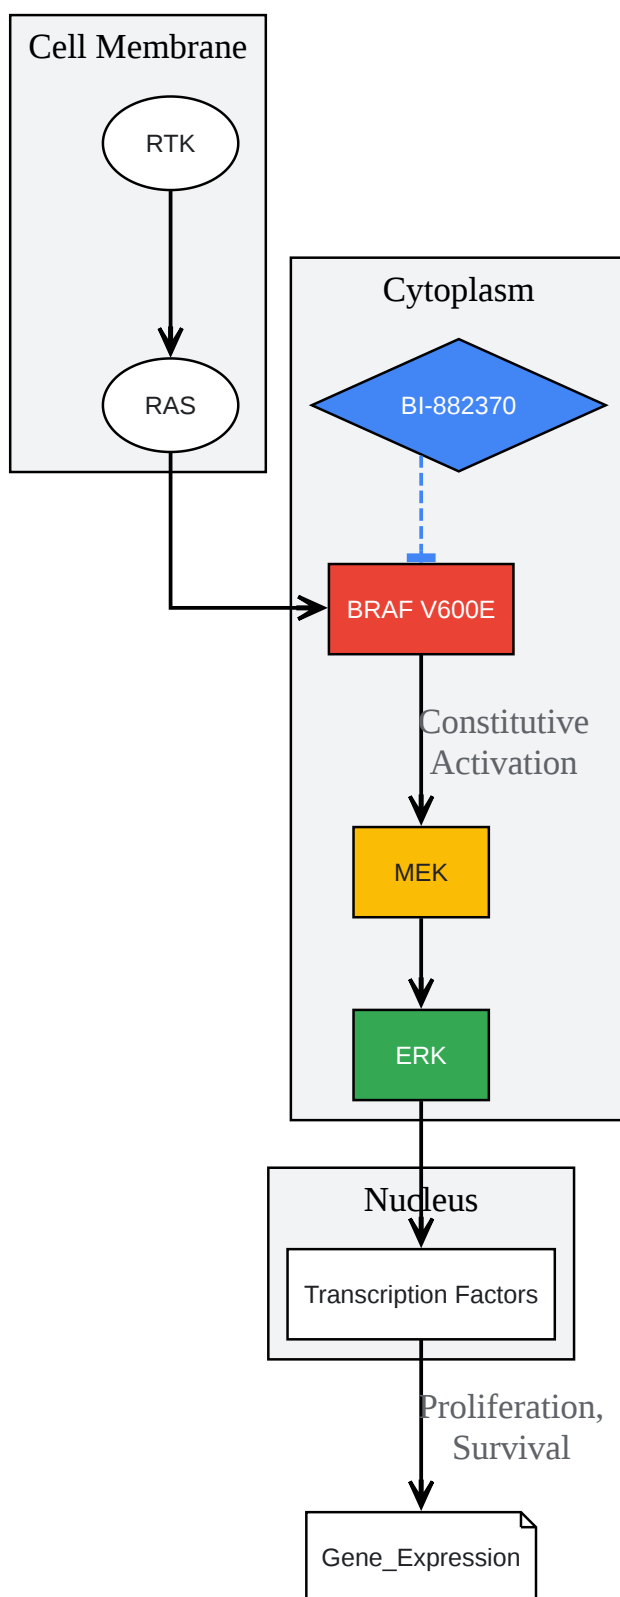 Cell Membrane
RTK
RAS
Cytoplasm
BI-882370
BRAF V600E
Constitutive
Activation
MEK
ERK
Nucleus
Transcription Factors
Proliferation,
Survival
Gene_Expression